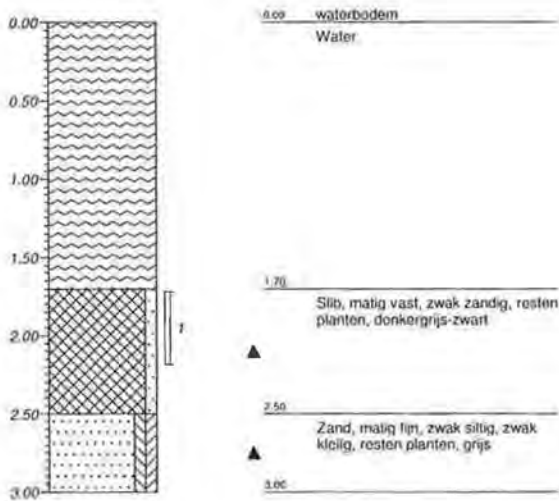 0.00
0.50
1.00
1.50
2.00
2.50
3.00
1
0.00 waterbodem
Water
1.70
Slib, matig vast, zwak zandig, resten
planten, donkergrijs-zwart
2.50
Zand, matig fijn, zwak siltig, zwak
kleiig, resten planten, grijs
3.00